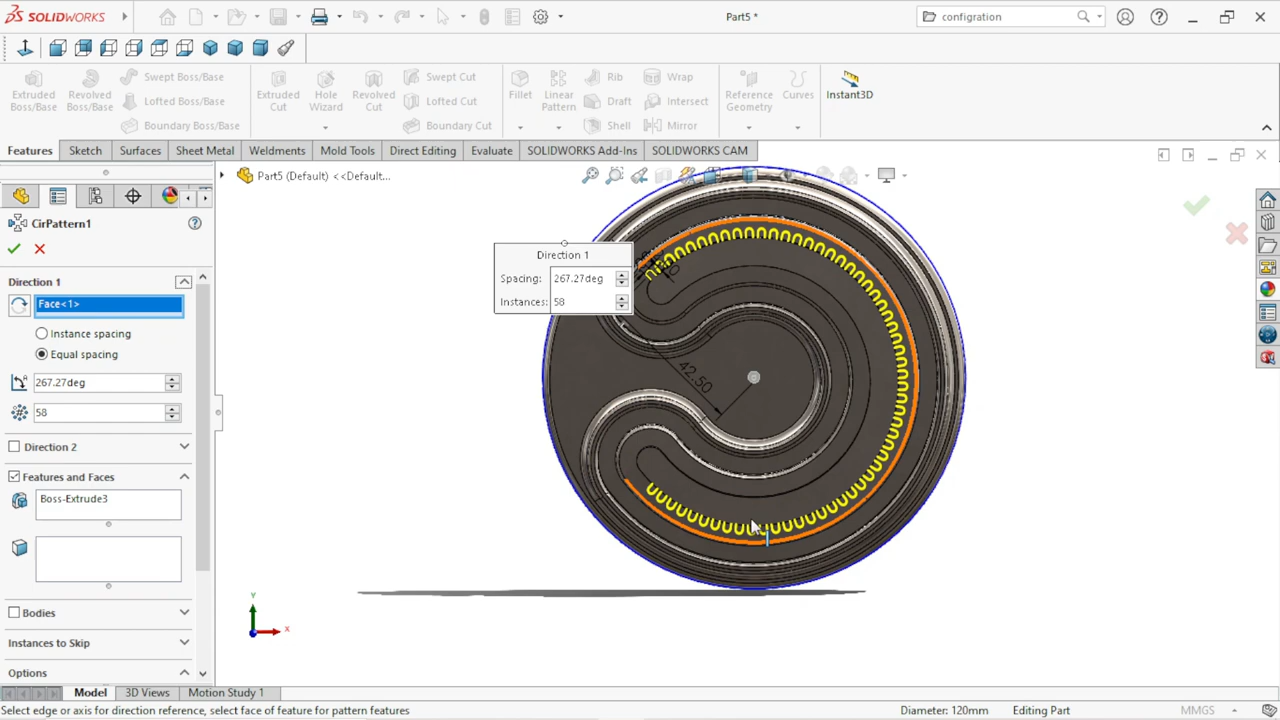 SOLIDWORKS
Part5 *
configration
Extruded Boss/Base
Revolved Boss/Base
Swept Boss/Base
Lofted Boss/Base
Boundary Boss/Base
Extruded Cut
Hole Wizard
Revolved Cut
Swept Cut
Lofted Cut
Boundary Cut
Fillet
Linear Pattern
Rib
Draft
Shell
Wrap
Intersect
Mirror
Reference Geometry
Curves
Instant3D
Features
Sketch
Surfaces
Sheet Metal
Weldments
Mold Tools
Direct Editing
Evaluate
SOLIDWORKS Add-Ins
SOLIDWORKS CAM
Part5 (Default) <<Default...
CirPattern1
Direction 1
Face<1>
Instance spacing
Equal spacing
267.27deg
58
Direction 2
Features and Faces
Boss-Extrude3
Bodies
Instances to Skip
Options
Direction 1
Spacing: 267.27deg
Instances: 58
42.50
Y
X
Model
3D Views
Motion Study 1
Select edge or axis for direction reference, select face of feature for pattern features
Diameter: 120mm
Editing Part
MMGS